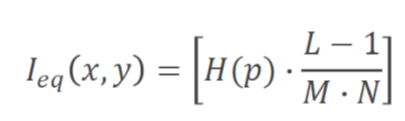 I_eq(x, y) = [H(p) · (L − 1)/(M · N)]